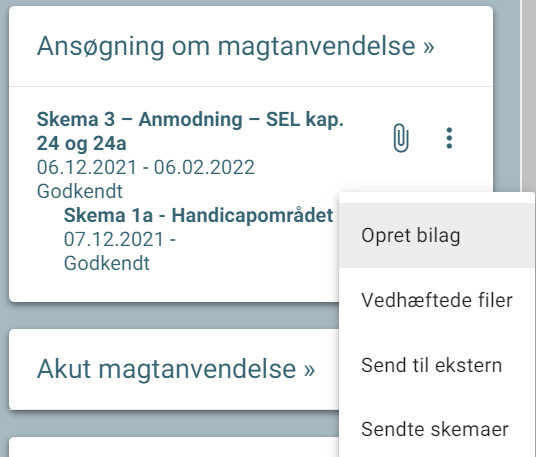 Ansøgning om magtanvendelse »
Skema 3 – Anmodning – SEL kap.
24 og 24a
06.12.2021 - 06.02.2022
Godkendt
Skema 1a - Handicapområdet
07.12.2021 -
Godkendt
Opret bilag
Vedhæftede filer
Send til ekstern
Sendte skemaer
Akut magtanvendelse »